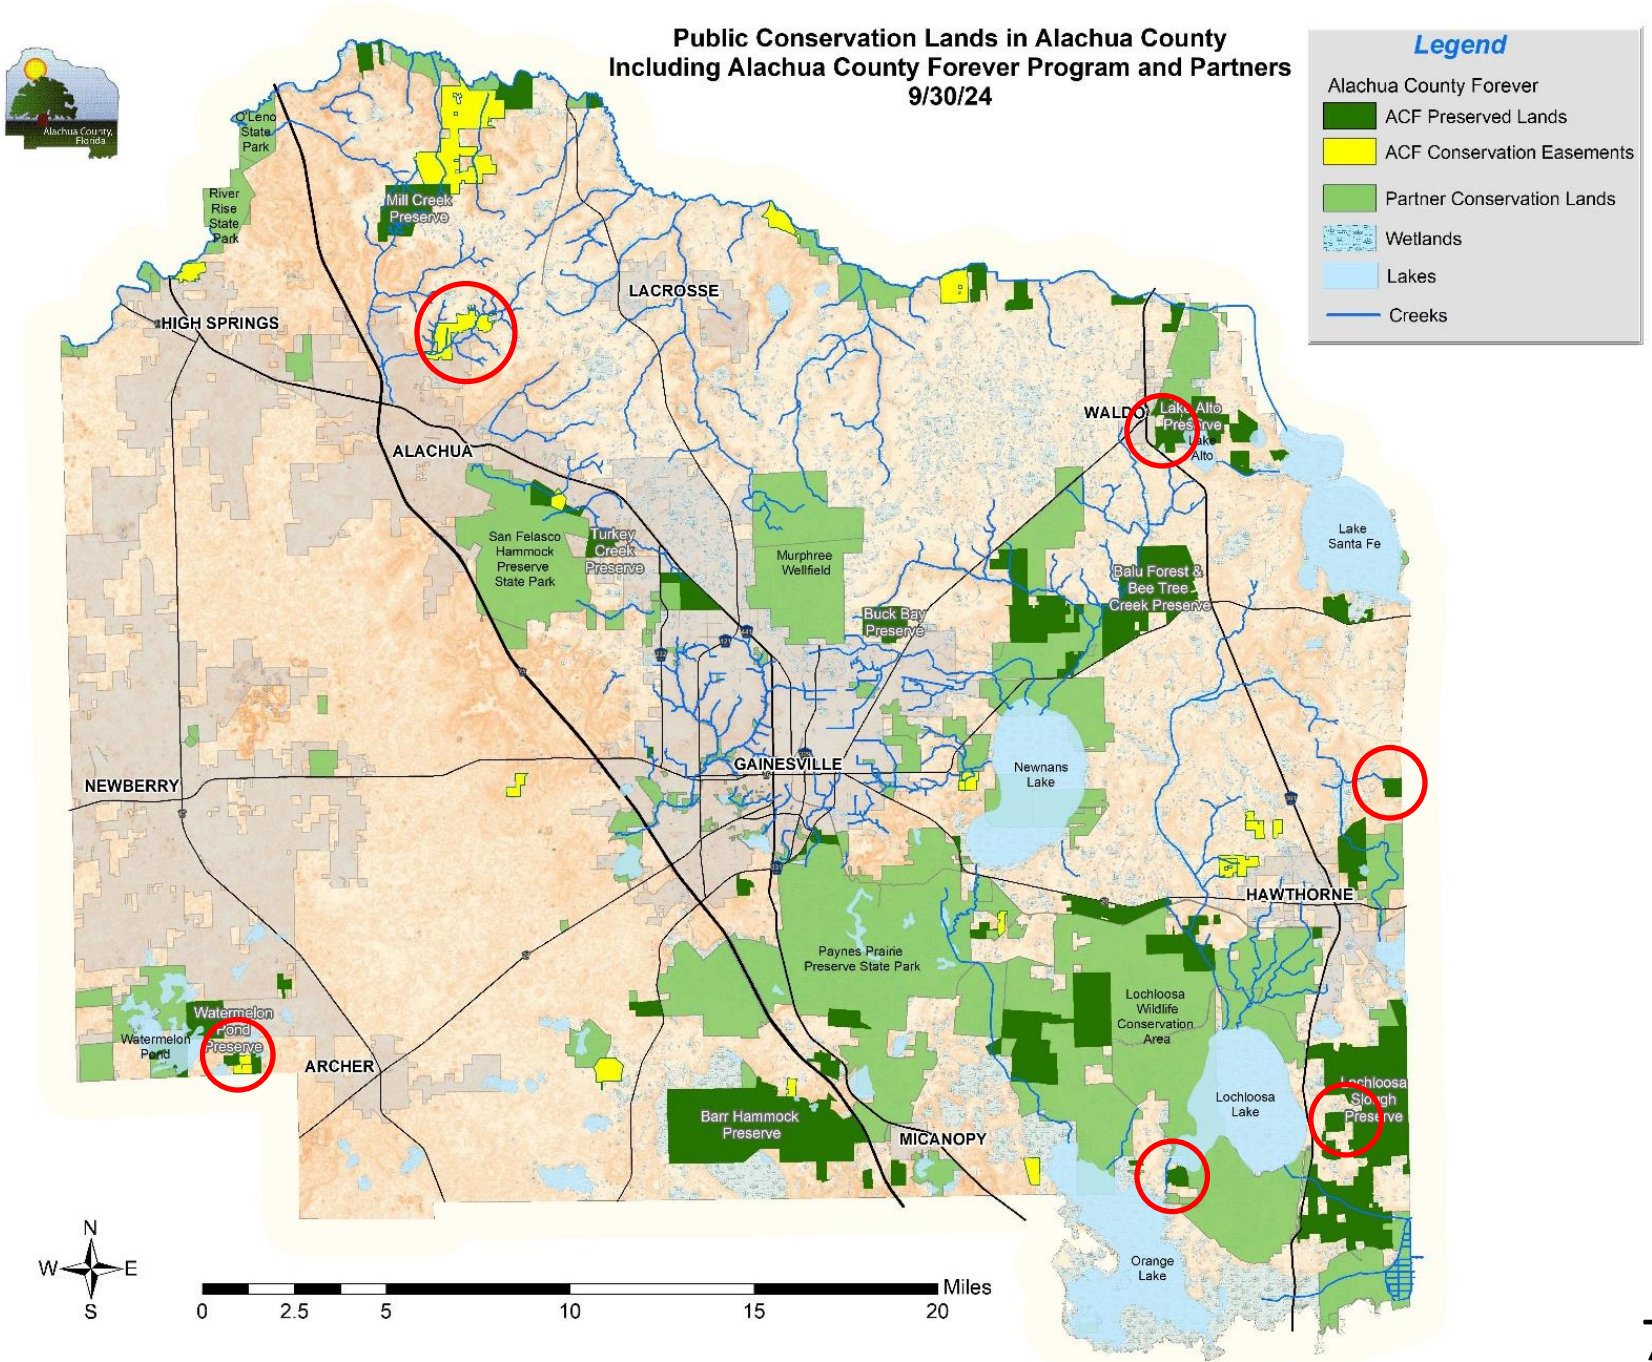 Public Conservation Lands in Alachua County
Including Alachua County Forever Program and Partners
9/30/24
Legend
Alachua County Forever
ACF Preserved Lands
ACF Conservation Easements
Partner Conservation Lands
Wetlands
Lakes
Creeks
Alachua County,
Florida
O'Leno
State
Park
River
Rise
State
Park
Mill Creek
Preserve
LACROSSE
HIGH SPRINGS
WALDO
Lake Alto
Preserve
Lake
Alto
ALACHUA
San Felasco
Hammock
Preserve
State Park
Turkey
Creek
Preserve
Murphree
Wellfield
Lake
Santa Fe
Balu Forest &
Bee Tree
Creek Preserve
Buck Bay
Preserve
GAINESVILLE
Newnans
Lake
NEWBERRY
HAWTHORNE
Paynes Prairie
Preserve State Park
Lochloosa
Wildlife
Conservation
Area
Watermelon
Pond
Preserve
Watermelon
Pond
ARCHER
Lochloosa
Lake
Lochloosa
Slough
Preserve
Barr Hammock
Preserve
MICANOPY
Orange
Lake
N
W E
S
Miles
0 2.5 5 10 15 20